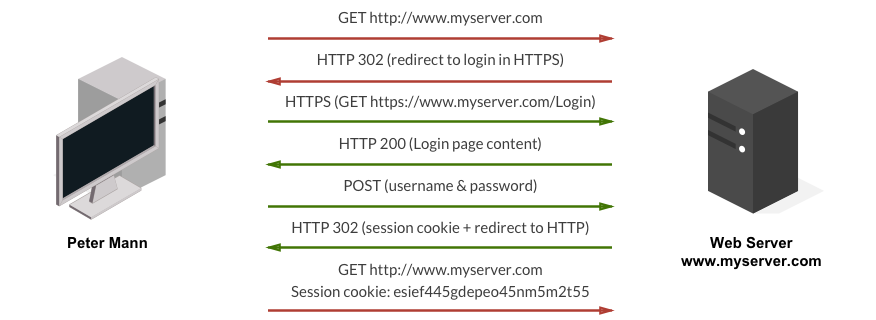 GET http://www.myserver.com
HTTP 302 (redirect to login in HTTPS)
HTTPS (GET https://www.myserver.com/Login)
HTTP 200 (Login page content)
POST (username & password)
HTTP 302 (session cookie + redirect to HTTP)
GET http://www.myserver.com
Session cookie: esief445gdepeo45nm5m2t55
Peter Mann
Web Server
www.myserver.com